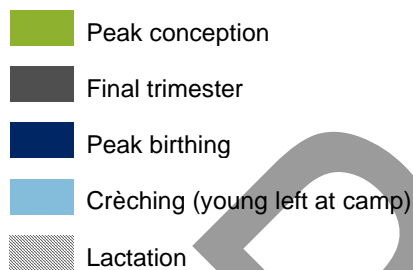 Peak conception
Final trimester
Peak birthing
Crèching (young left at camp)
Lactation